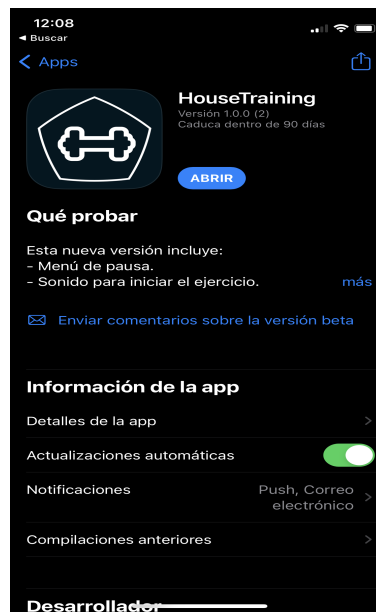 12:08
◄ Buscar
Apps
HouseTraining
Versión 1.0.0 (2)
Caduca dentro de 90 días
ABRIR
Qué probar
Esta nueva versión incluye:
- Menú de pausa.
- Sonido para iniciar el ejercicio. más
Enviar comentarios sobre la versión beta
Información de la app
Detalles de la app
Actualizaciones automáticas
Notificaciones Push, Correo
electrónico
Compilaciones anteriores
Desarrollador